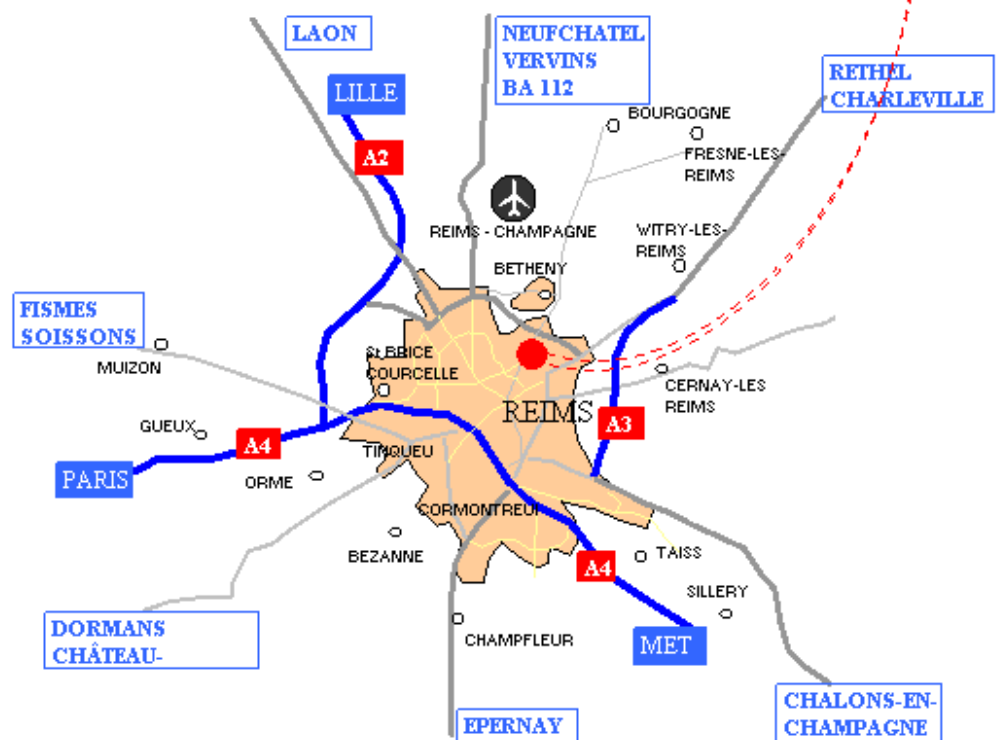 LAON
NEUFCHATEL
VERVINS
BA 112
RETHEL
CHARLEVILLE
LILLE
A2
BOURGOGNE
FRESNE-LES-
REIMS
REIMS - CHAMPAGNE
WITRY-LES-
REIMS
BETHENY
FISMES
SOISSONS
MUIZON
St BRICE
COURCELLE
CERNAY-LES
REIMS
REIMS
A3
GUEUX
A4
TINQUEU
PARIS
ORME
CORMONTREUI
BEZANNE
TAISS
A4
SILLERY
DORMANS
CHÂTEAU-
CHAMPFLEUR
MET
CHALONS-EN-
CHAMPAGNE
EPERNAY